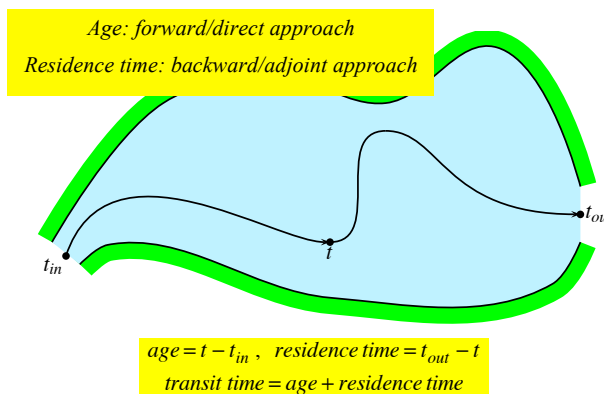 Age: forward/direct approach
Residence time: backward/adjoint approach
t_in
t
t_ou
age = t − t_in , residence time = t_out − t
transit time = age + residence time